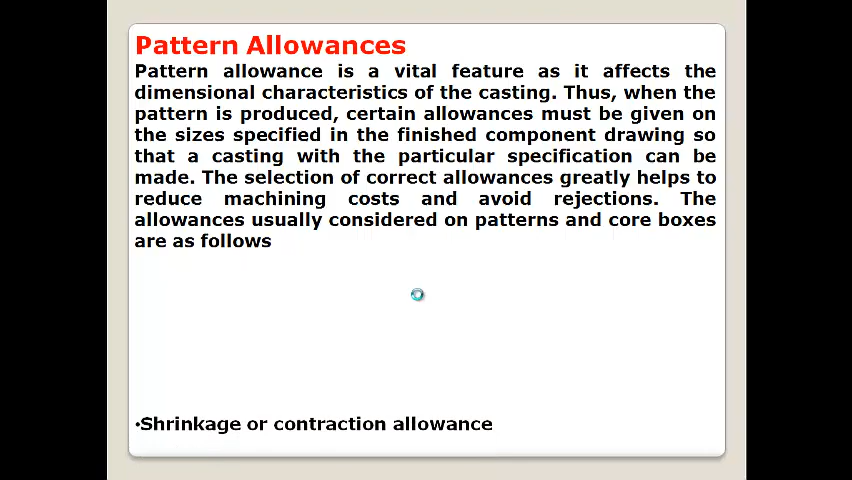 Pattern Allowances
Pattern allowance is a vital feature as it affects the
dimensional characteristics of the casting. Thus, when the
pattern is produced, certain allowances must be given on
the sizes specified in the finished component drawing so
that a casting with the particular specification can be
made. The selection of correct allowances greatly helps to
reduce machining costs and avoid rejections. The
allowances usually considered on patterns and core boxes
are as follows
•Shrinkage or contraction allowance